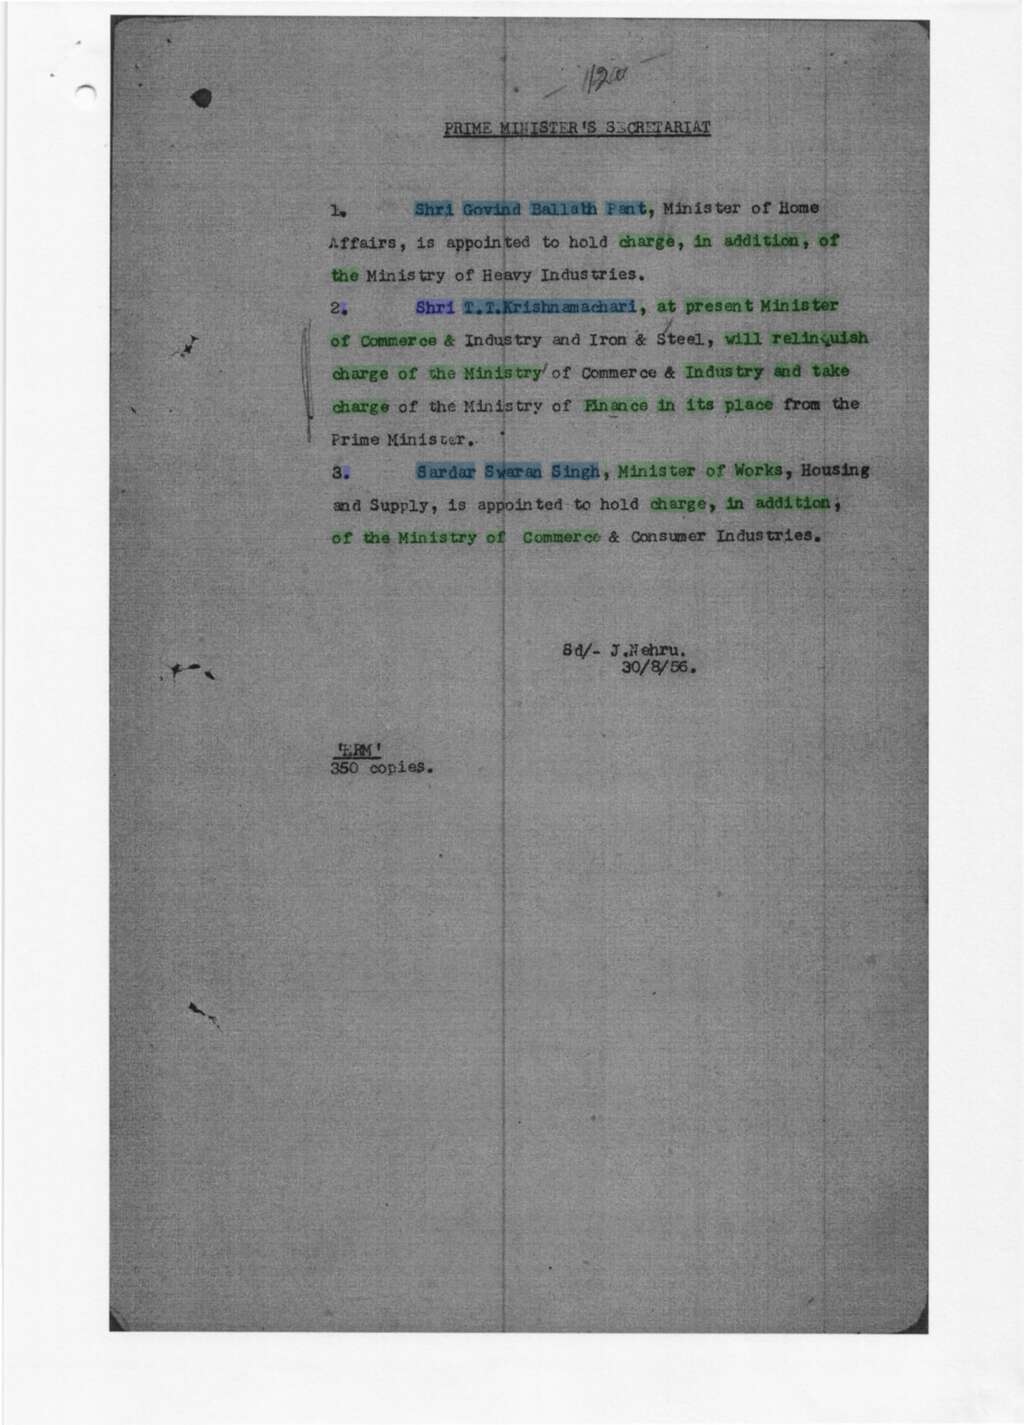 PRIME MINISTER'S SECRETARIAT
1. Shri Govind Ballath Pant, Minister of Home
Affairs, is appointed to hold charge, in addition, of
the Ministry of Heavy Industries.
2. Shri T.T.Krishnamachari, at present Minister
of Commerce & Industry and Iron & Steel, will relinquish
charge of the Ministry of Commerce & Industry and take
charge of the Ministry of Finance in its place from the
Prime Minister.
3. Sardar Swaran Singh, Minister of Works, Housing
and Supply, is appointed to hold charge, in addition,
of the Ministry of Commerce & Consumer Industries.
Sd/- J.Nehru.
30/8/56.
350 copies.